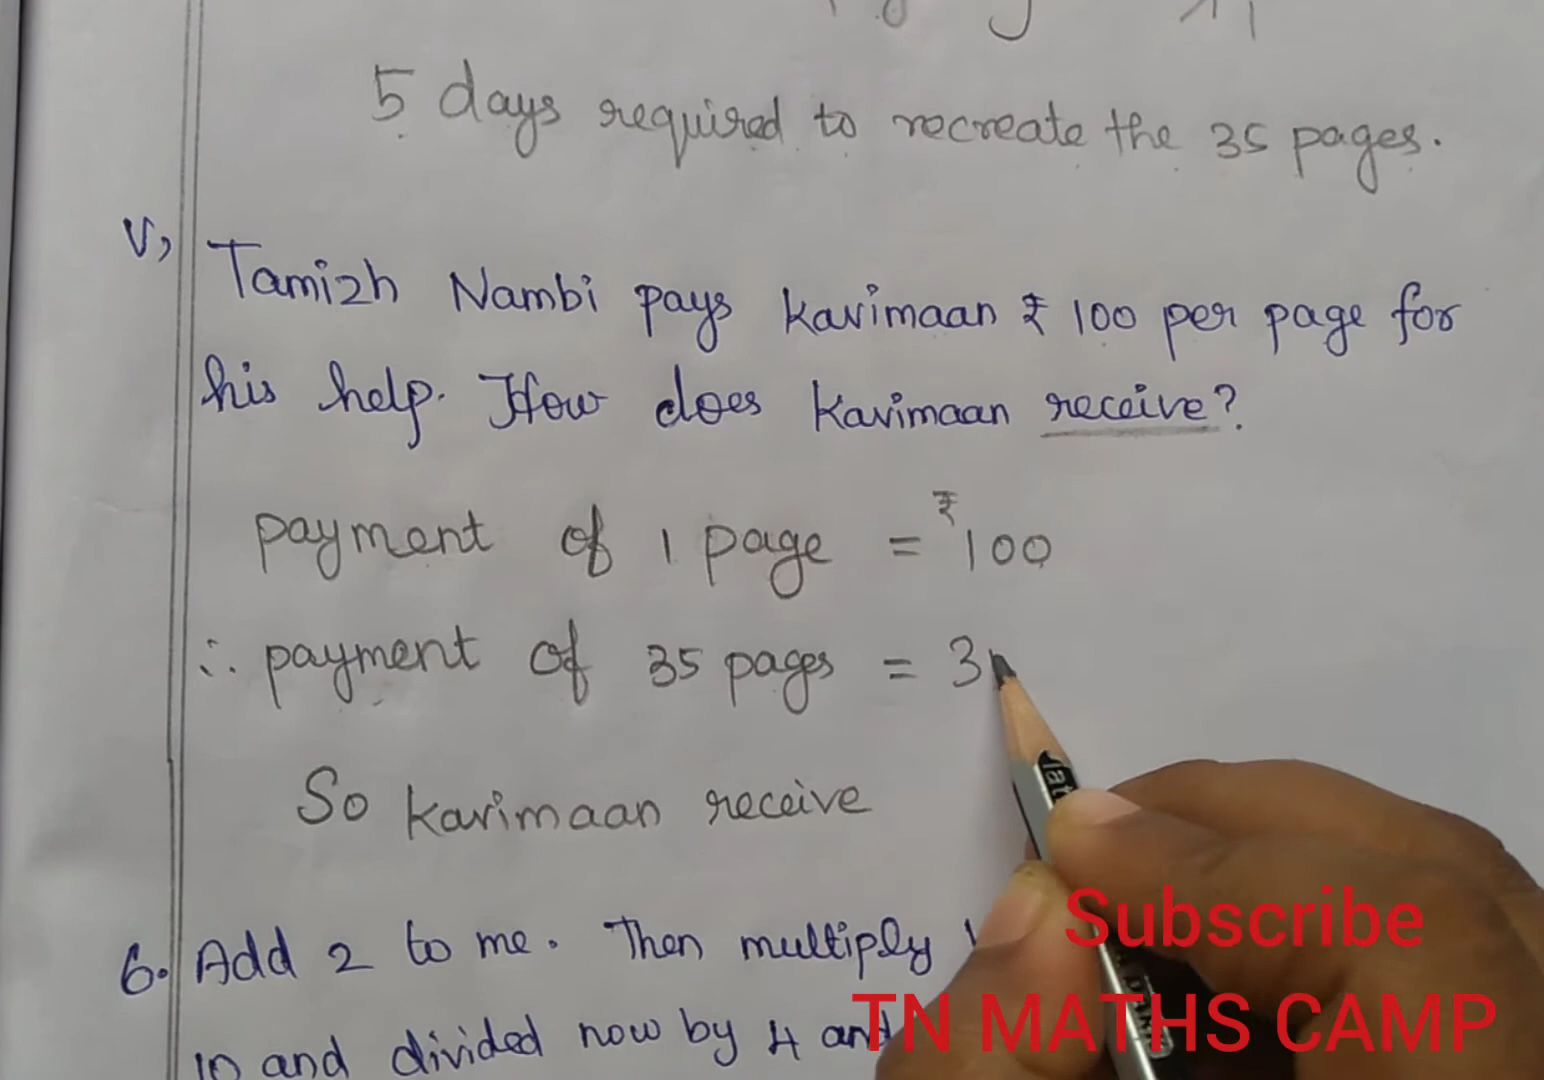 5 days required to recreate the 35 pages.
V, Tamizh Nambi pays kavimaan ₹ 100 per page for
his help. How does kavimaan receive?
payment of 1 page = ₹ 100
∴ payment of 35 pages = 3
So kavimaan receive
6. Add 2 to me. Then multiply
10 and divided now by 4 and
Subscribe
TN MATHS CAMP